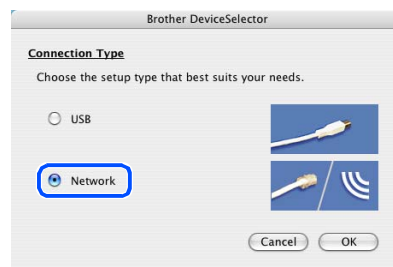 Brother DeviceSelector
Connection Type
Choose the setup type that best suits your needs.
USB
Network
Cancel OK